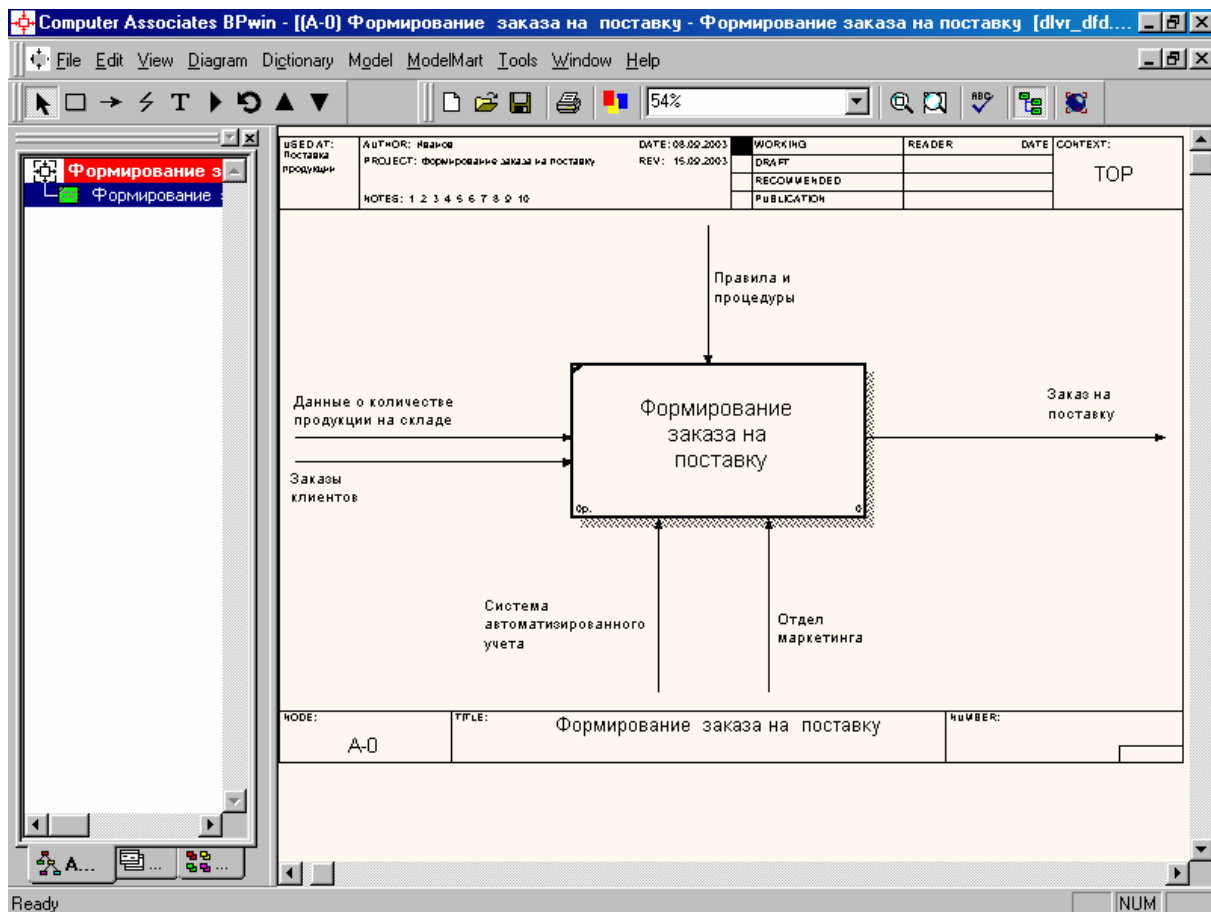 Computer Associates BPwin - [(A-0) Формирование заказа на поставку - Формирование заказа на поставку [dlvr_dfd....
File Edit View Diagram Dictionary Model ModelMart Tools Window Help
54%
ABC
Формирование з
Формирование з
USED AT:
Поставка
продукции
AUTHOR: Иванов
DATE: 08.09.2003
PROJECT: Формирование заказа на поставку
REV: 15.09.2003
NOTES: 1 2 3 4 5 6 7 8 9 10
WORKING
DRAFT
RECOMMENDED
PUBLICATION
READER
DATE
CONTEXT:
TOP
Правила и
процедуры
Данные о количестве
продукции на складе
Заказы
клиентов
Формирование
заказа на
поставку
0р.
0
Заказ на
поставку
Система
автоматизированного
учета
Отдел
маркетинга
NODE:
A-0
TITLE:
Формирование заказа на поставку
NUMBER:
A...
...
...
Ready
NUM